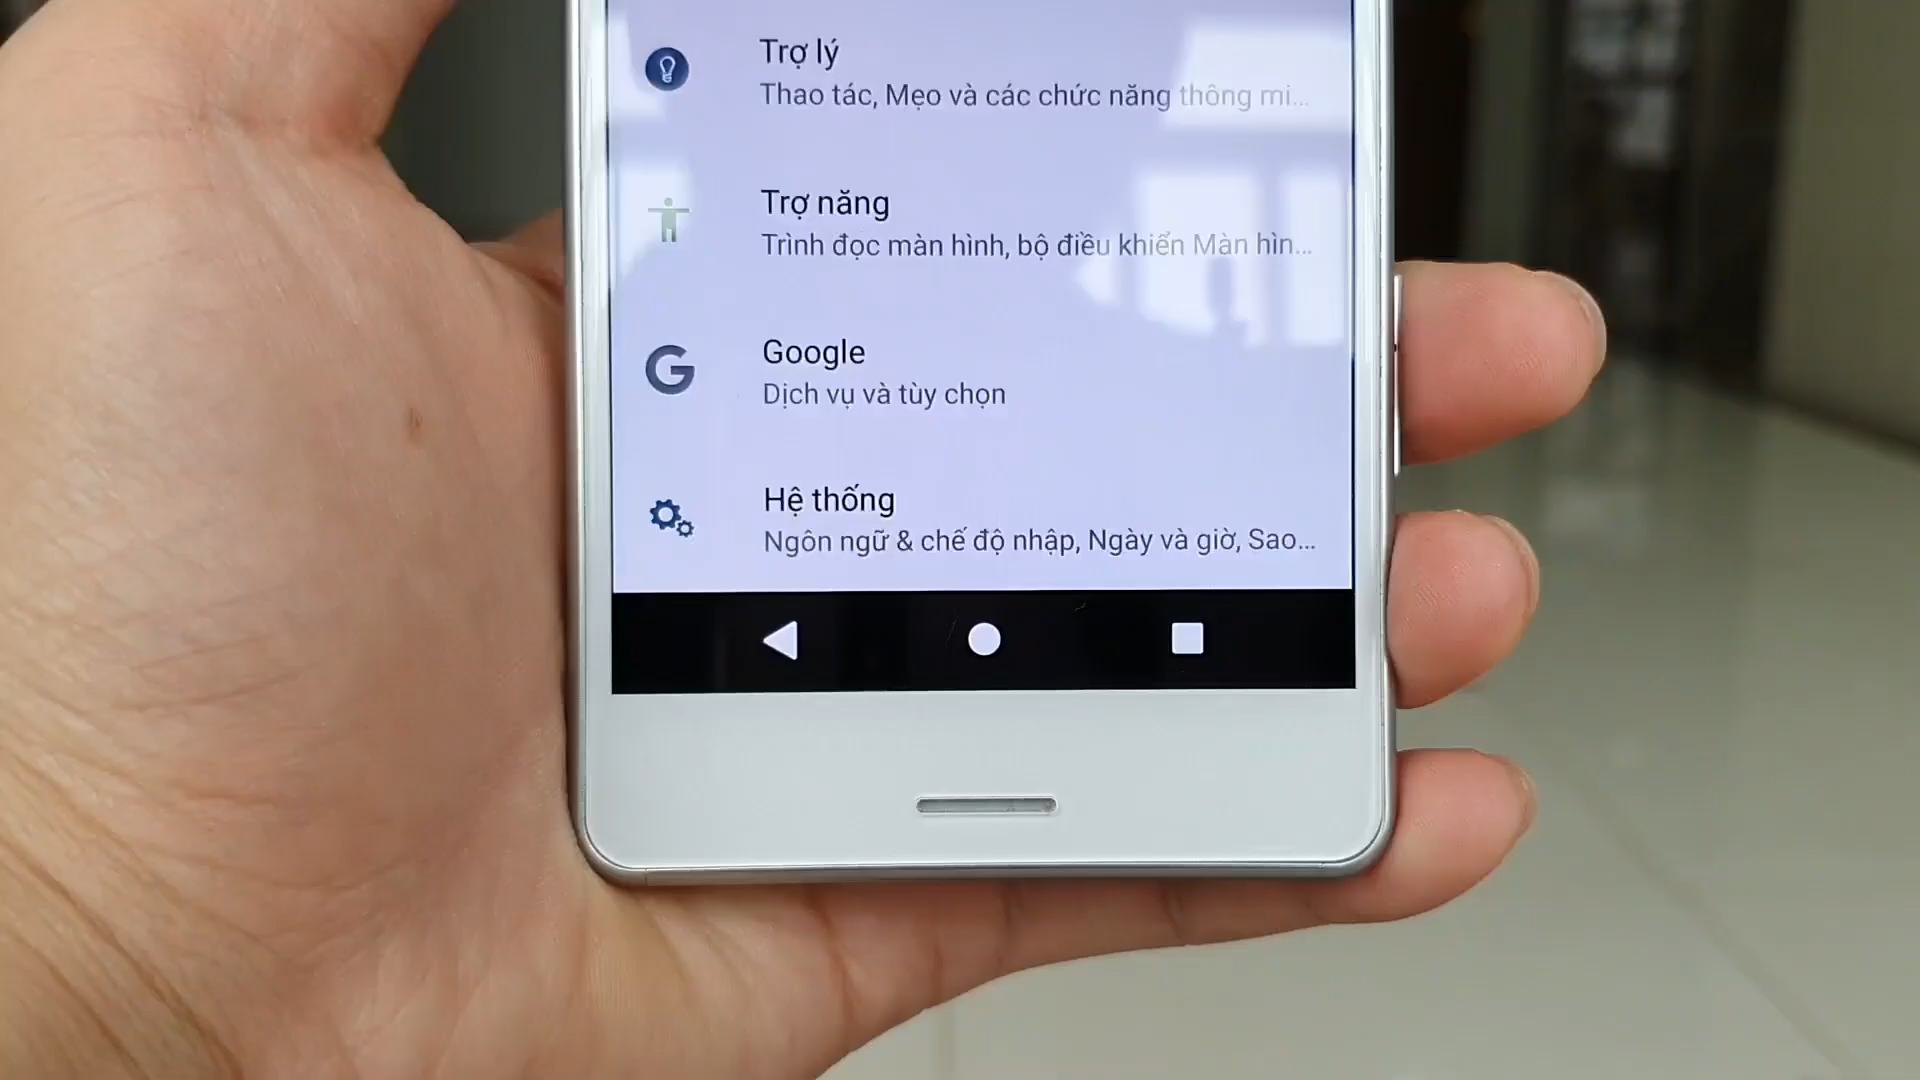 Trợ lý
Thao tác, Mẹo và các chức năng thông mi...
Trợ năng
Trình đọc màn hình, bộ điều khiển Màn hìn...
Google
Dịch vụ và tùy chọn
Hệ thống
Ngôn ngữ & chế độ nhập, Ngày và giờ, Sao...